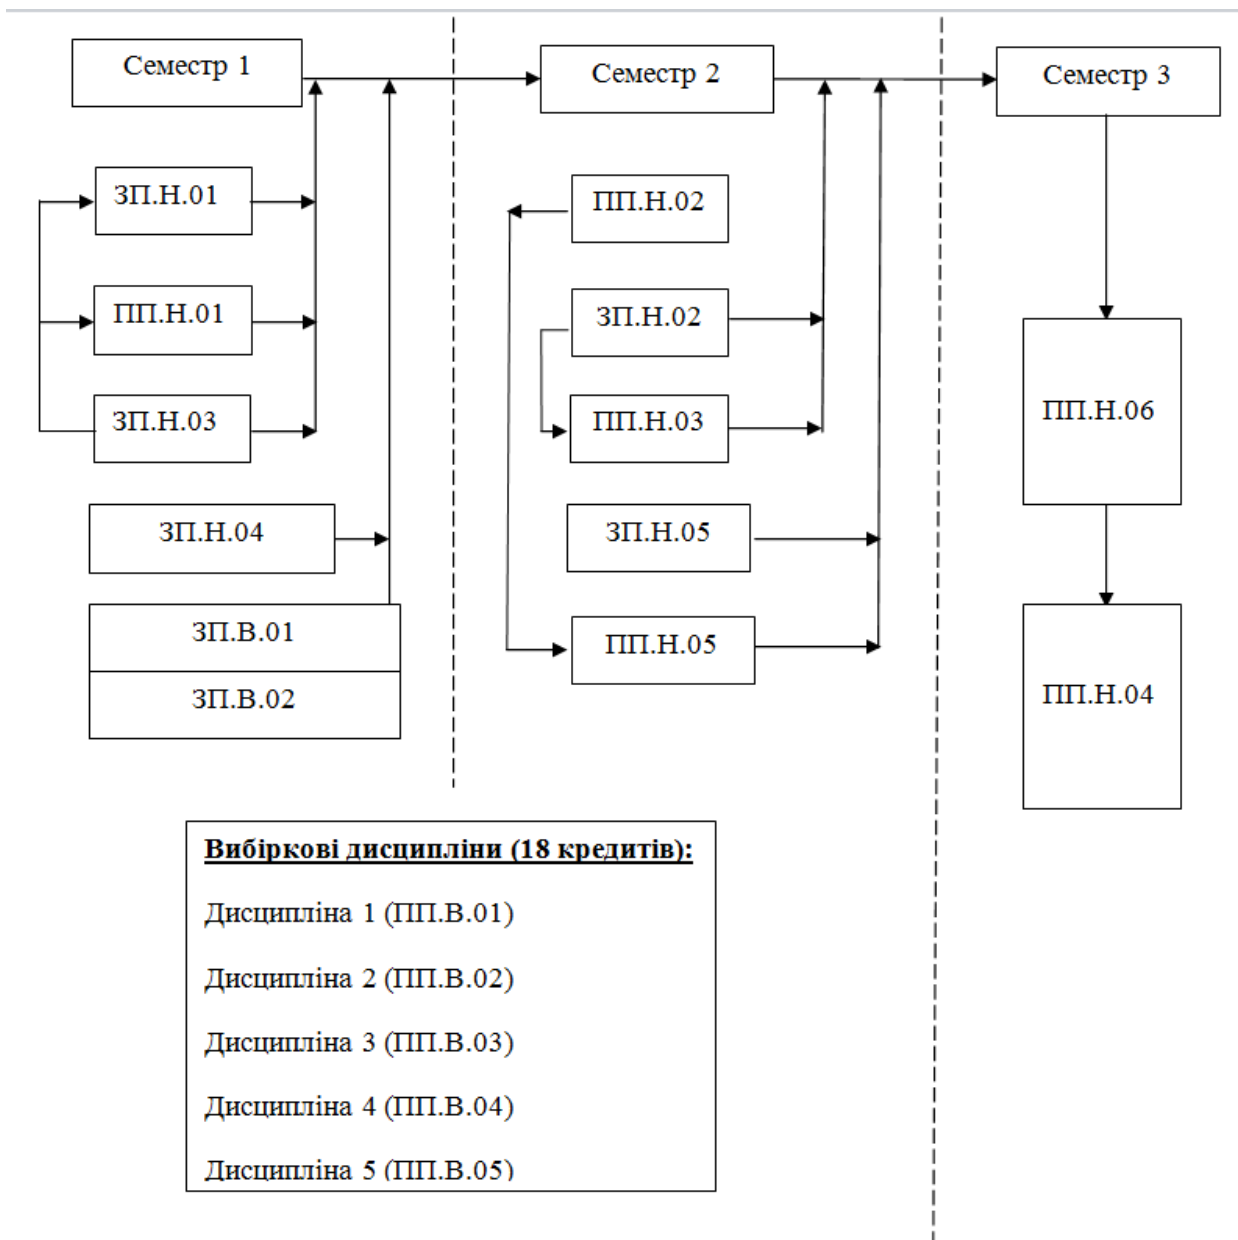 Семестр 1
ЗП.Н.01
ПП.Н.01
ЗП.Н.03
ЗП.Н.04
ЗП.В.01
ЗП.В.02
Семестр 2
ПП.Н.02
ЗП.Н.02
ПП.Н.03
ЗП.Н.05
ПП.Н.05
Семестр 3
ПП.Н.06
ПП.Н.04
Вибіркові дисципліни (18 кредитів):
Дисципліна 1 (ПП.В.01)
Дисципліна 2 (ПП.В.02)
Дисципліна 3 (ПП.В.03)
Дисципліна 4 (ПП.В.04)
Дисципліна 5 (ПП.В.05)